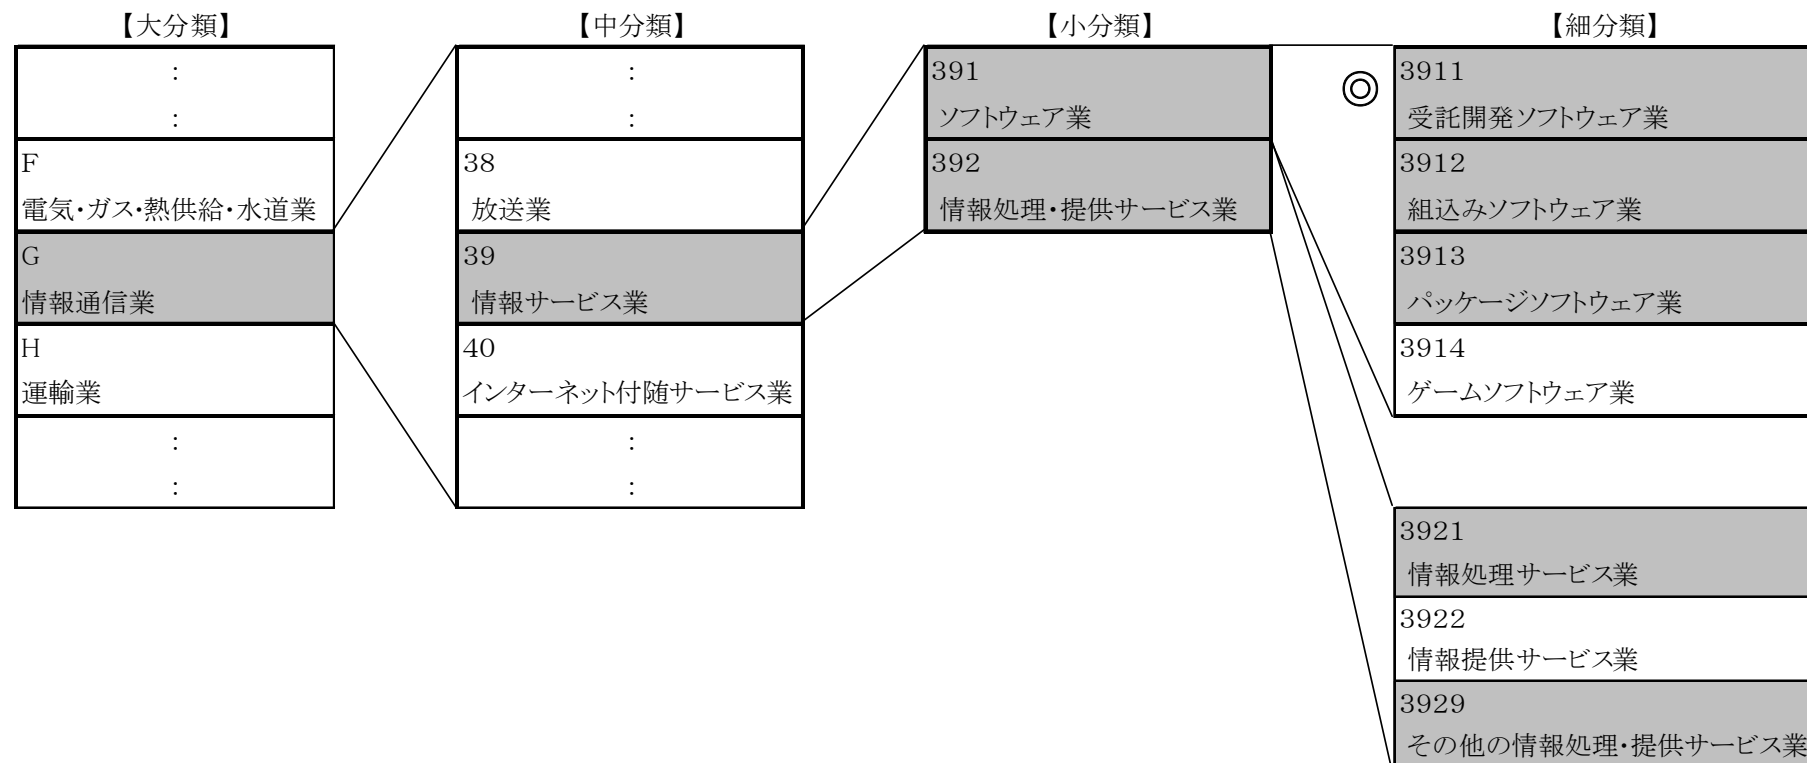 【大分類】
:
:
F
電気・ガス・熱供給・水道業
G
情報通信業
H
運輸業
:
:
【中分類】
:
:
38
放送業
39
情報サービス業
40
インターネット付随サービス業
:
:
【小分類】
391
ソフトウェア業
392
情報処理・提供サービス業
【細分類】
◎
3911
受託開発ソフトウェア業
3912
組込みソフトウェア業
3913
パッケージソフトウェア業
3914
ゲームソフトウェア業
3921
情報処理サービス業
3922
情報提供サービス業
3929
その他の情報処理・提供サービス業